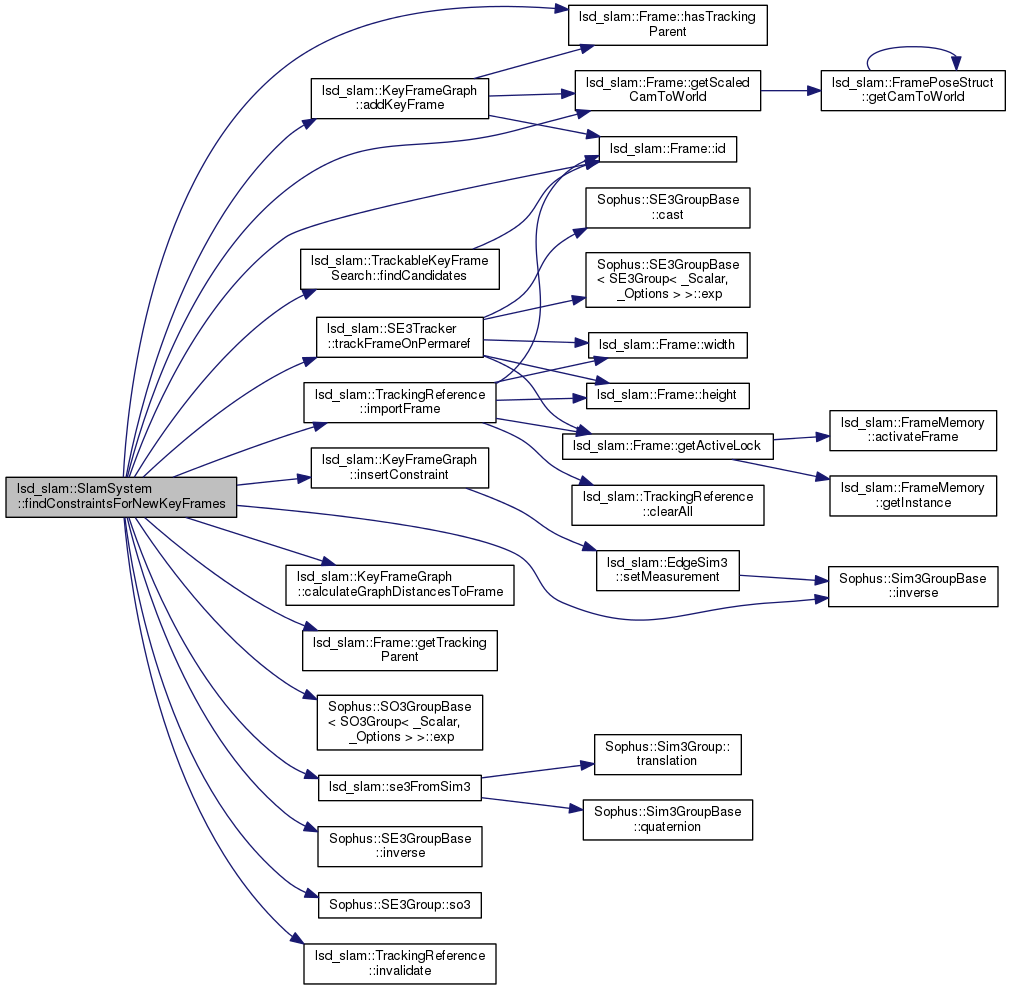 lsd_slam::SlamSystem
::findConstraintsForNewKeyFrames
lsd_slam::Frame::hasTracking
Parent
lsd_slam::KeyFrameGraph
::addKeyFrame
lsd_slam::Frame::getScaled
CamToWorld
lsd_slam::FramePoseStruct
::getCamToWorld
lsd_slam::Frame::id
lsd_slam::TrackableKeyFrame
Search::findCandidates
Sophus::SE3GroupBase
::cast
Sophus::SE3GroupBase
< SE3Group< _Scalar,
_Options > >::exp
lsd_slam::SE3Tracker
::trackFrameOnPermaref
lsd_slam::Frame::width
lsd_slam::TrackingReference
::importFrame
lsd_slam::Frame::height
lsd_slam::Frame::getActiveLock
lsd_slam::FrameMemory
::activateFrame
lsd_slam::KeyFrameGraph
::insertConstraint
lsd_slam::TrackingReference
::clearAll
lsd_slam::FrameMemory
::getInstance
lsd_slam::EdgeSim3
::setMeasurement
Sophus::Sim3GroupBase
::inverse
lsd_slam::KeyFrameGraph
::calculateGraphDistancesToFrame
lsd_slam::Frame::getTracking
Parent
Sophus::SO3GroupBase
< SO3Group< _Scalar,
_Options > >::exp
lsd_slam::se3FromSim3
Sophus::Sim3Group::
translation
Sophus::Sim3GroupBase
::quaternion
Sophus::SE3GroupBase
::inverse
Sophus::SE3Group::so3
lsd_slam::TrackingReference
::invalidate